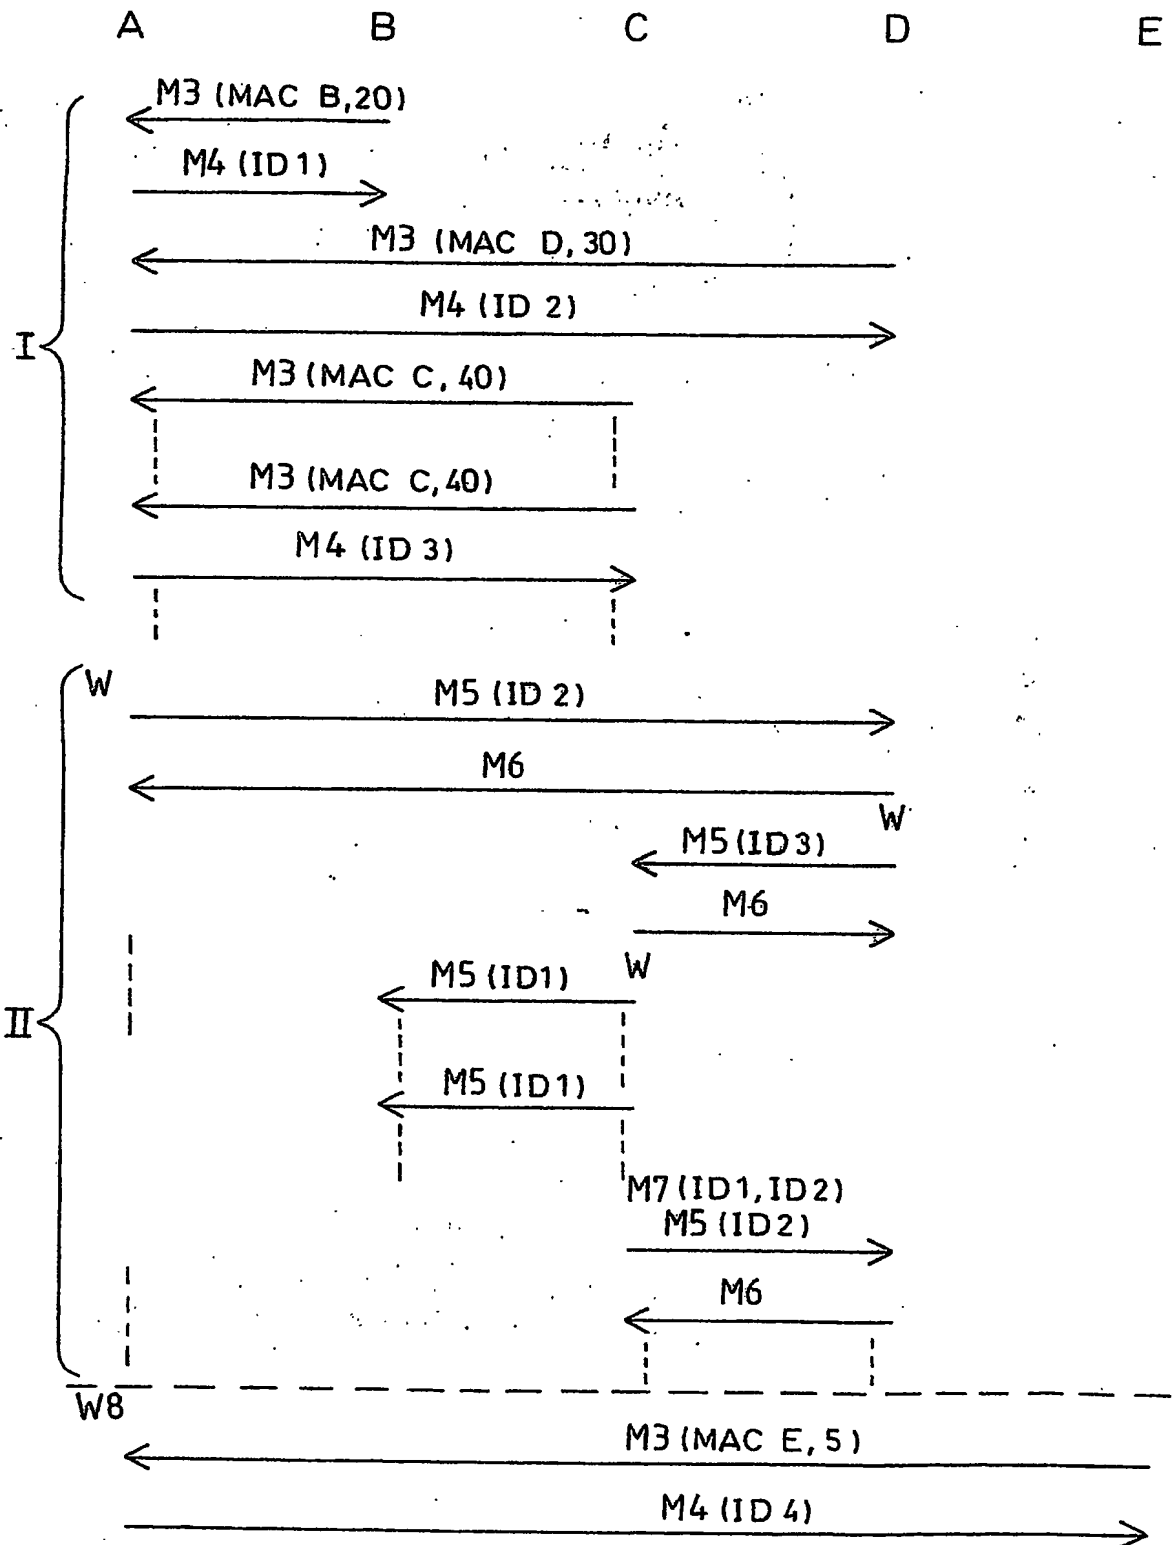 A B C D E
M3 (MAC B,20)
M4 (ID 1)
M3 (MAC D,30)
M4 (ID 2)
I
M3 (MAC C, 40)
M3 (MAC C,40)
M4 (ID 3)
W
M5 (ID 2)
M6
W
M5 (ID3)
M6
W
M5 (ID1)
II
M5 (ID1)
M7 (ID1, ID2)
M5 (ID2)
M6
W8
M3 (MAC E, 5)
M4 (ID 4)